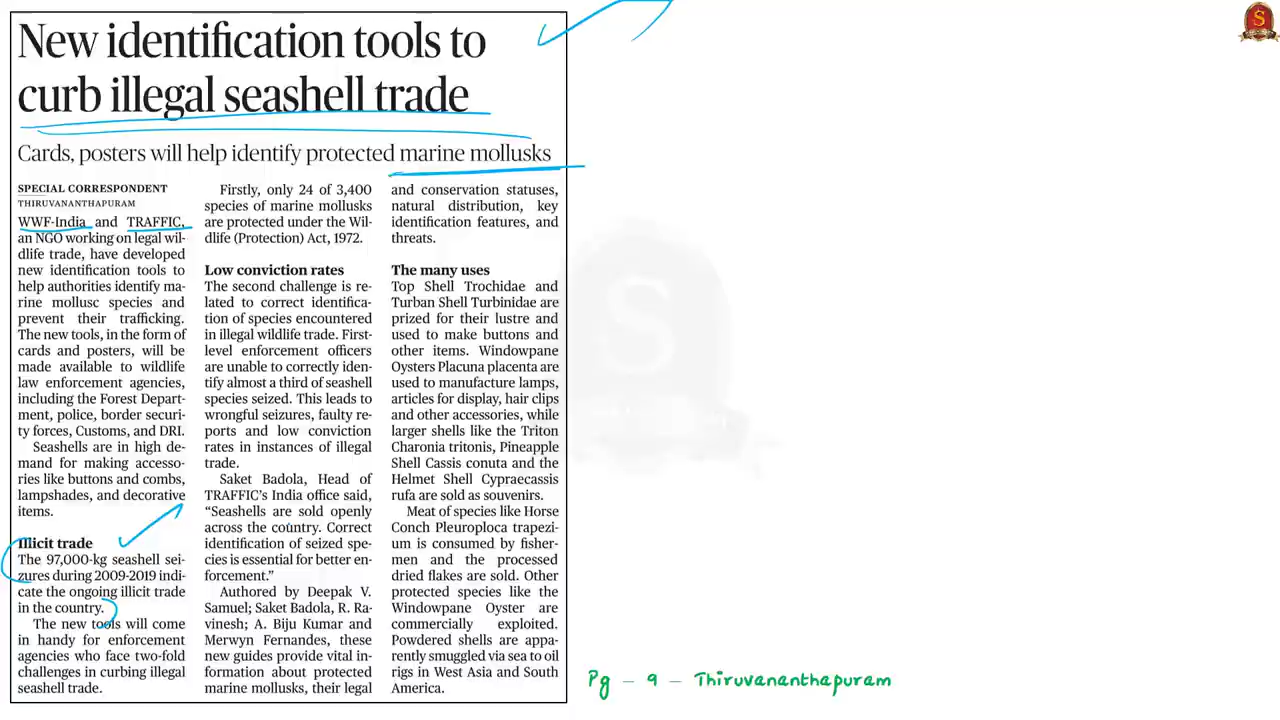 New identification tools to
curb illegal seashell trade
Cards, posters will help identify protected marine mollusks
SPECIAL CORRESPONDENT
THIRUVANANTHAPURAM
WWF-India and TRAFFIC,
an NGO working on legal wil-
dlife trade, have developed
new identification tools to
help authorities identify ma-
rine mollusc species and
prevent their trafficking.
The new tools, in the form of
cards and posters, will be
made available to wildlife
law enforcement agencies,
including the Forest Depart-
ment, police, border securi-
ty forces, Customs, and DRI.
Seashells are in high de-
mand for making accesso-
ries like buttons and combs,
lampshades, and decorative
items.
Illicit trade
The 97,000-kg seashell sei-
zures during 2009-2019 indi-
cate the ongoing illicit trade
in the country.
The new tools will come
in handy for enforcement
agencies who face two-fold
challenges in curbing illegal
seashell trade.
Firstly, only 24 of 3,400
species of marine mollusks
are protected under the Wil-
dlife (Protection) Act, 1972.
Low conviction rates
The second challenge is re-
lated to correct identifica-
tion of species encountered
in illegal wildlife trade. First-
level enforcement officers
are unable to correctly iden-
tify almost a third of seashell
species seized. This leads to
wrongful seizures, faulty re-
ports and low conviction
rates in instances of illegal
trade.
Saket Badola, Head of
TRAFFIC's India office said,
“Seashells are sold openly
across the country. Correct
identification of seized spe-
cies is essential for better en-
forcement.”
Authored by Deepak V.
Samuel; Saket Badola, R. Ra-
vinesh; A. Biju Kumar and
Merwyn Fernandes, these
new guides provide vital in-
formation about protected
marine mollusks, their legal
and conservation statuses,
natural distribution, key
identification features, and
threats.
The many uses
Top Shell Trochidae and
Turban Shell Turbinidae are
prized for their lustre and
used to make buttons and
other items. Windowpane
Oysters Placuna placenta are
used to manufacture lamps,
articles for display, hair clips
and other accessories, while
larger shells like the Triton
Charonia tritonis, Pineapple
Shell Cassis conuta and the
Helmet Shell Cypraecassis
rufa are sold as souvenirs.
Meat of species like Horse
Conch Pleuroploca trapezi-
um is consumed by fisher-
men and the processed
dried flakes are sold. Other
protected species like the
Windowpane Oyster are
commercially exploited.
Powdered shells are appa-
rently smuggled via sea to oil
rigs in West Asia and South
America.
Pg - 9 - Thiruvananthapuram
S
S